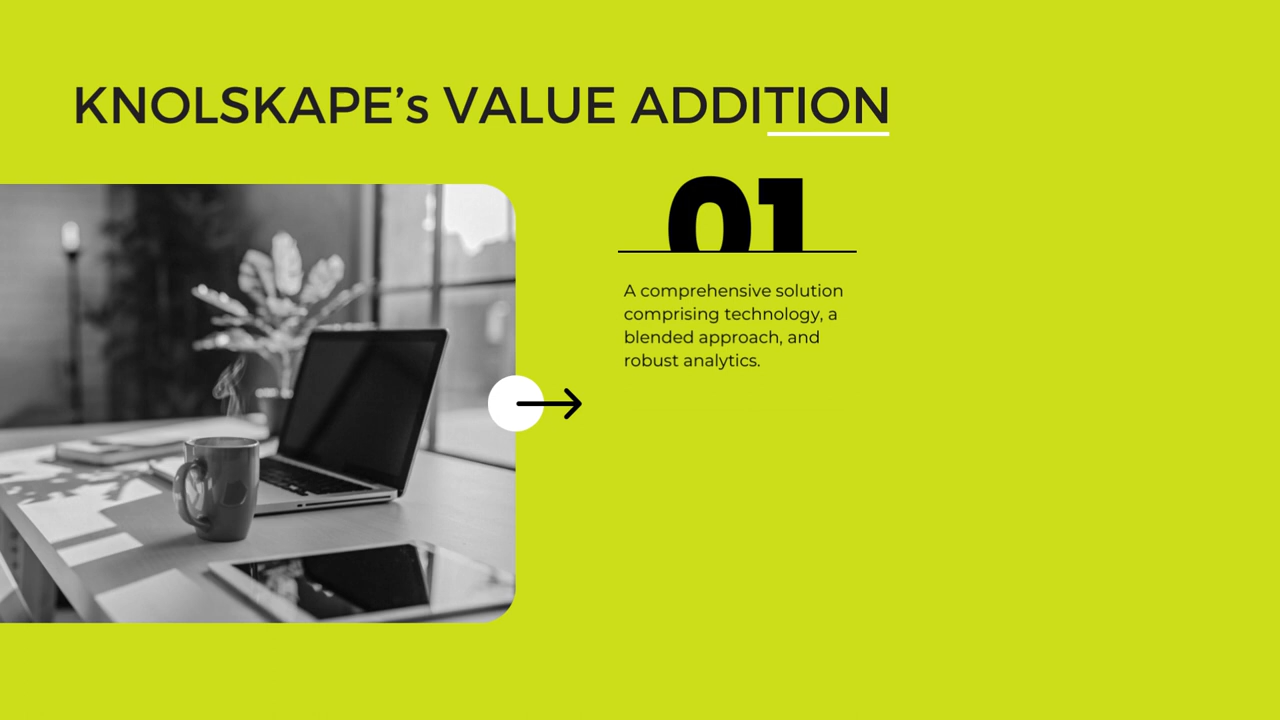 KNOLSKAPE’s VALUE ADDITION
01
A comprehensive solution
comprising technology, a
blended approach, and
robust analytics.